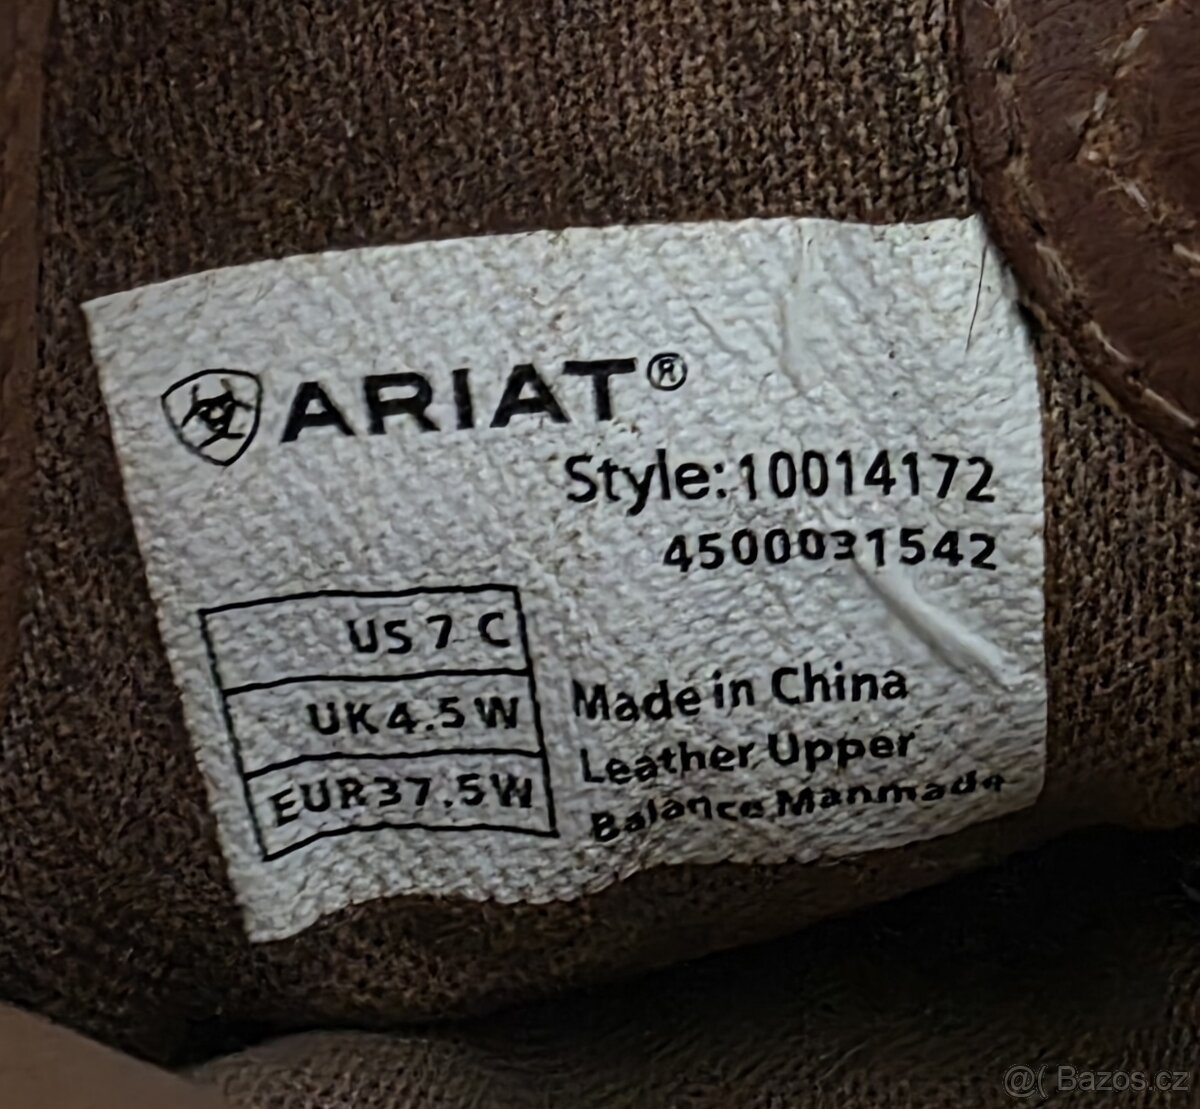 ARIAT®
Style:10014172
4500031542
US 7 C
UK 4.5 W
EUR 37.5 W
Made in China
Leather Upper
Balance Manmade
@( Bazos.cz